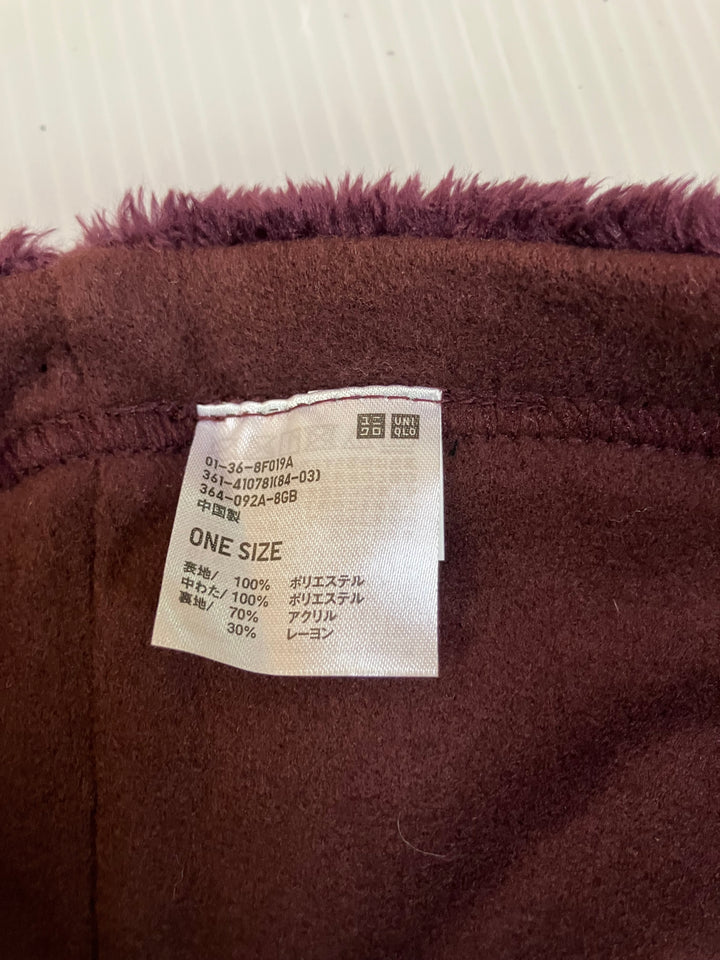 ユニ UNI
クロ QLO
01-36-8F019A
361-410781(84-03)
364-092A-8GB
中国製
ONE SIZE
表地/ 100% ポリエステル
中わた/ 100% ポリエステル
裏地/ 70% アクリル
30% レーヨン